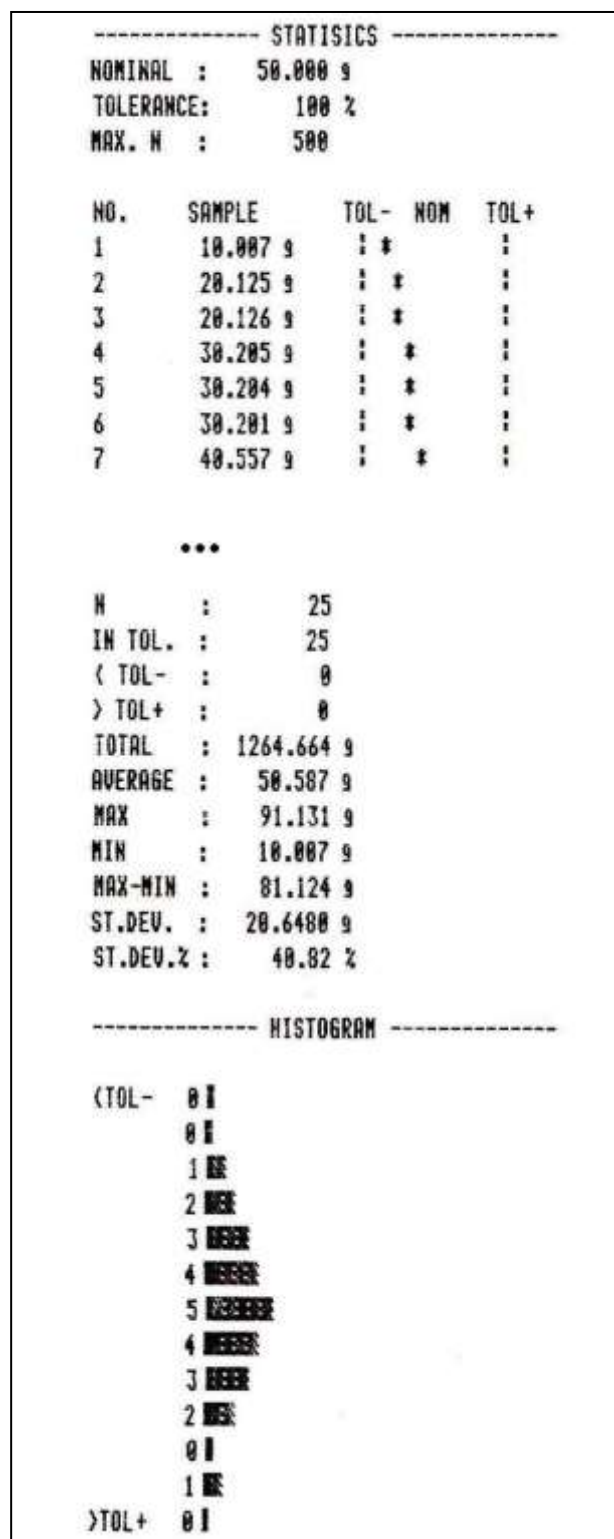 -------------- STATISICS --------------
NOMINAL : 50.000 g
TOLERANCE: 100 %
MAX. N : 500
NO. SAMPLE TOL- NOM TOL+
1 10.007 g ¦ * ¦
2 20.125 g ¦ * ¦
3 20.126 g ¦ * ¦
4 30.205 g ¦ * ¦
5 30.204 g ¦ * ¦
6 30.201 g ¦ * ¦
7 40.557 g ¦ * ¦
•••
N : 25
IN TOL. : 25
< TOL- : 0
> TOL+ : 0
TOTAL : 1264.664 g
AVERAGE : 50.587 g
MAX : 91.131 g
MIN : 10.007 g
MAX-MIN : 81.124 g
ST.DEV. : 20.6480 g
ST.DEV.% : 40.82 %
-------------- HISTOGRAM --------------
<TOL- 0
0
1
2
3
4
5
4
3
2
0
1
>TOL+ 0